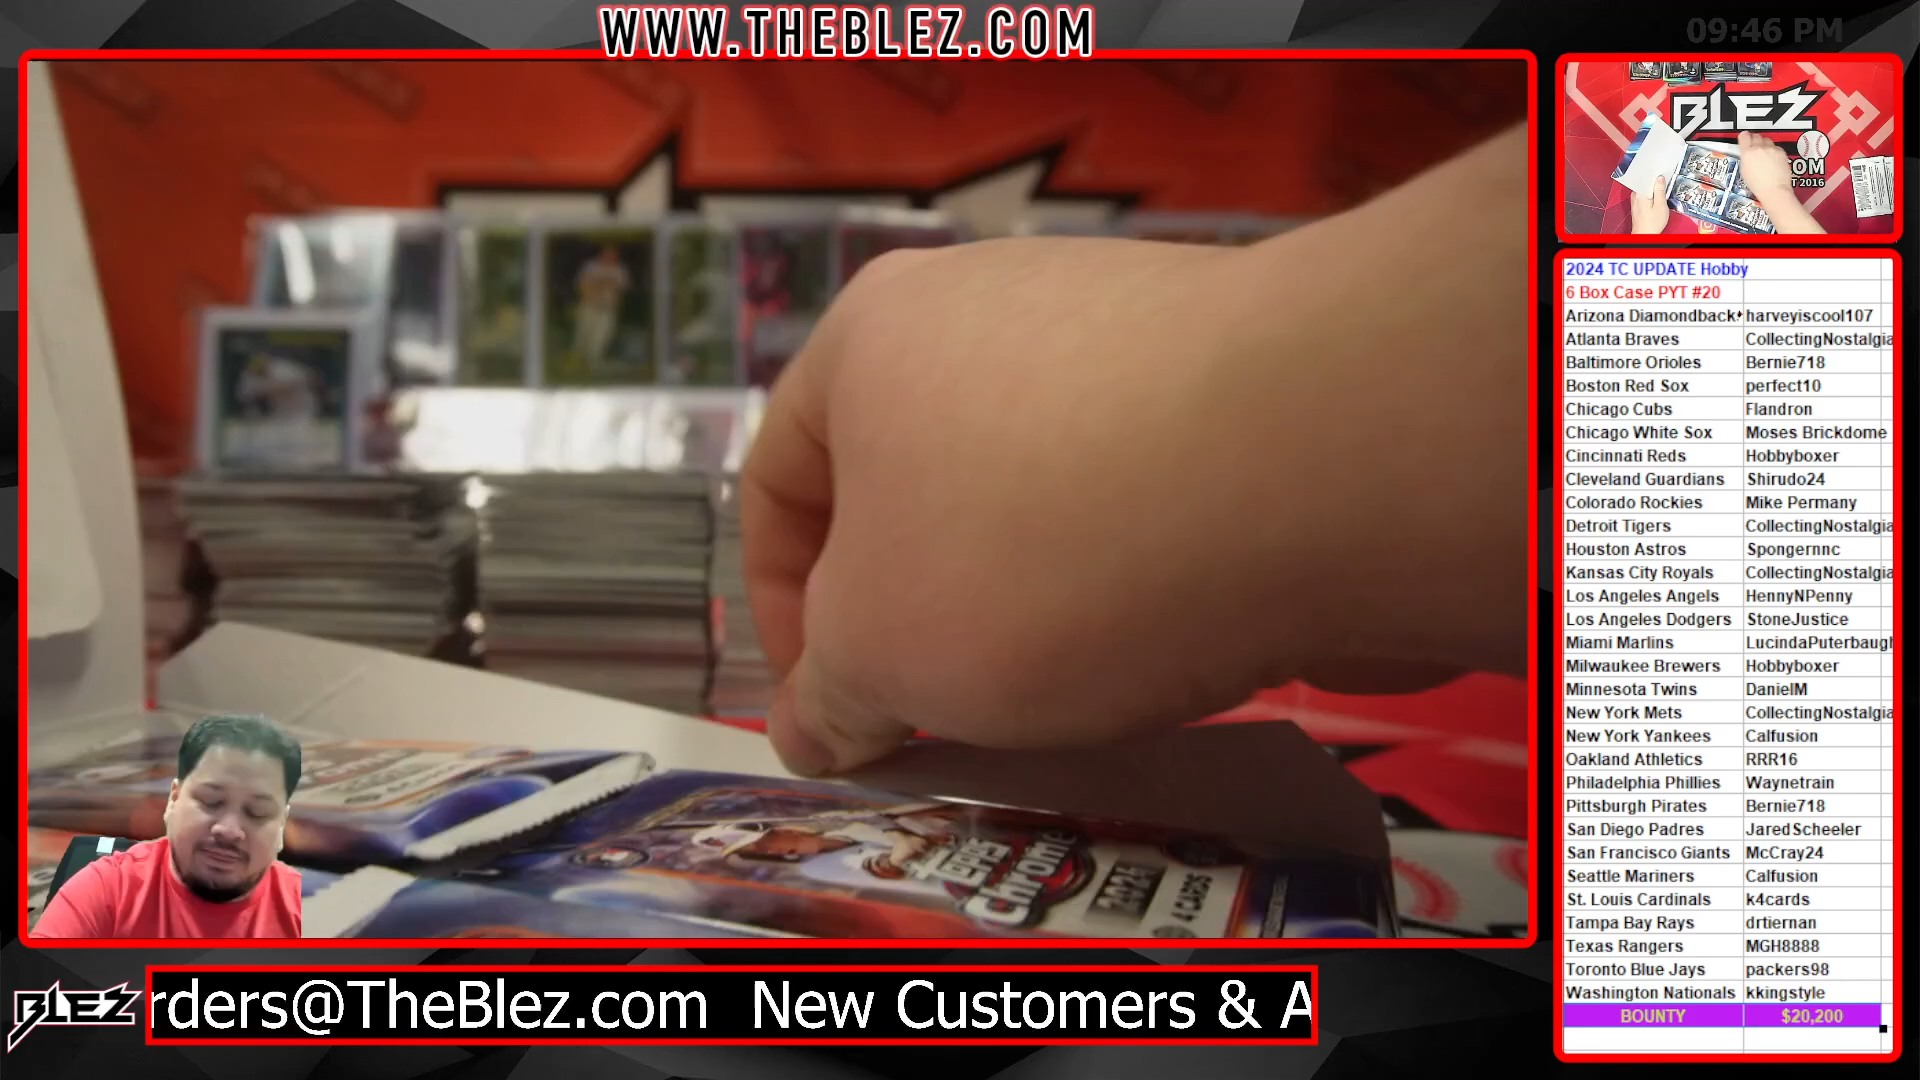 WWW.THEBLEZ.COM
09:46 PM
BLEZ
COM
T 2016
2024 TC UPDATE Hobby
6 Box Case PYT #20
Arizona Diamondback harveyiscool107
Atlanta Braves CollectingNostalgia
Baltimore Orioles Bernie718
Boston Red Sox perfect10
Chicago Cubs Flandron
Chicago White Sox Moses Brickdome
Cincinnati Reds Hobbyboxer
Cleveland Guardians Shirudo24
Colorado Rockies Mike Permany
Detroit Tigers CollectingNostalgia
Houston Astros Spongernnc
Kansas City Royals CollectingNostalgia
Los Angeles Angels HennyNPenny
Los Angeles Dodgers StoneJustice
Miami Marlins LucindaPuterbaugh
Milwaukee Brewers Hobbyboxer
Minnesota Twins DanielM
New York Mets CollectingNostalgia
New York Yankees Calfusion
Oakland Athletics RRR16
Philadelphia Phillies Waynetrain
Pittsburgh Pirates Bernie718
San Diego Padres JaredScheeler
San Francisco Giants McCray24
Seattle Mariners Calfusion
St. Louis Cardinals k4cards
Tampa Bay Rays drtiernan
Texas Rangers MGH8888
Toronto Blue Jays packers98
Washington Nationals kkingstyle
BOUNTY $20,200
Topps
Chrome
2024
4 CARDS
BLEZ
rders@TheBlez.com New Customers & A